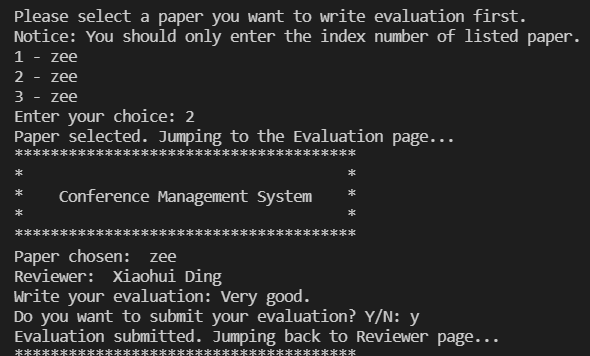 Please select a paper you want to write evaluation first.
Notice: You should only enter the index number of listed paper.
1 - zee
2 - zee
3 - zee
Enter your choice: 2
Paper selected. Jumping to the Evaluation page...
**************************************
*                                    *
*    Conference Management System    *
*                                    *
**************************************
Paper chosen:  zee
Reviewer:  Xiaohui Ding
Write your evaluation: Very good.
Do you want to submit your evaluation? Y/N: y
Evaluation submitted. Jumping back to Reviewer page...
**************************************